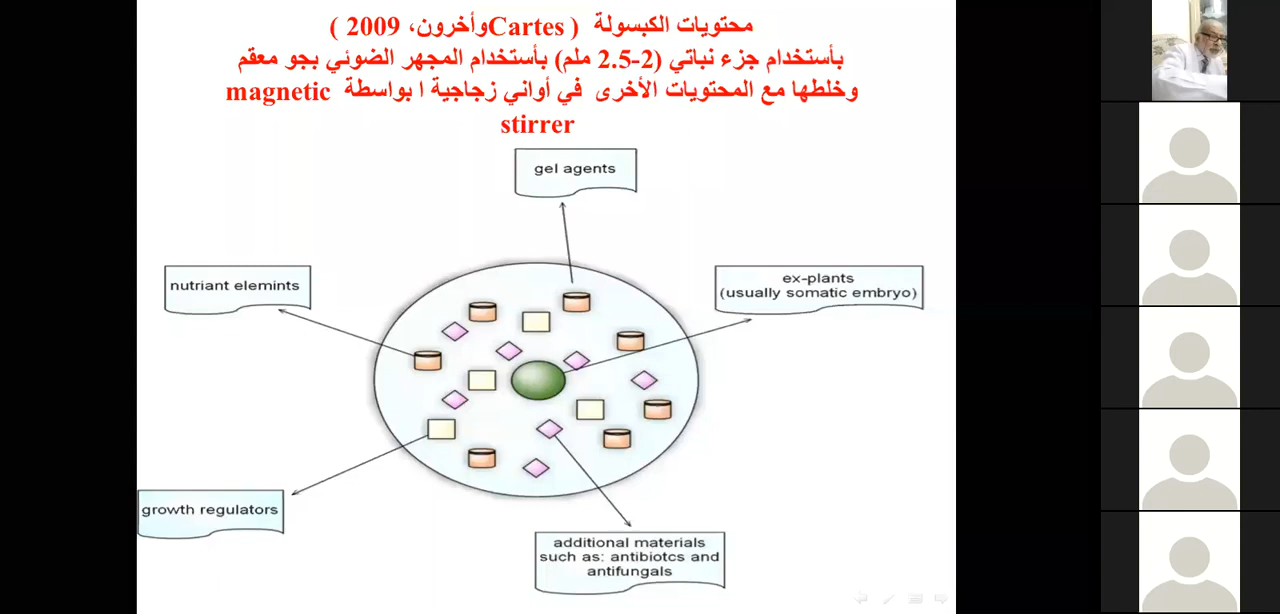 محتويات الكبسولة ( Cartesوأخرون، 2009 )
بأستخدام جزء نباتي (2-2.5 ملم) بأستخدام المجهر الضوئي بجو معقم
وخلطها مع المحتويات الأخرى في أواني زجاجية ا بواسطة magnetic
stirrer
gel agents
nutriant elemints
ex-plants
(usually somatic embryo)
growth regulators
additional materials
such as: antibiotcs and
antifungals